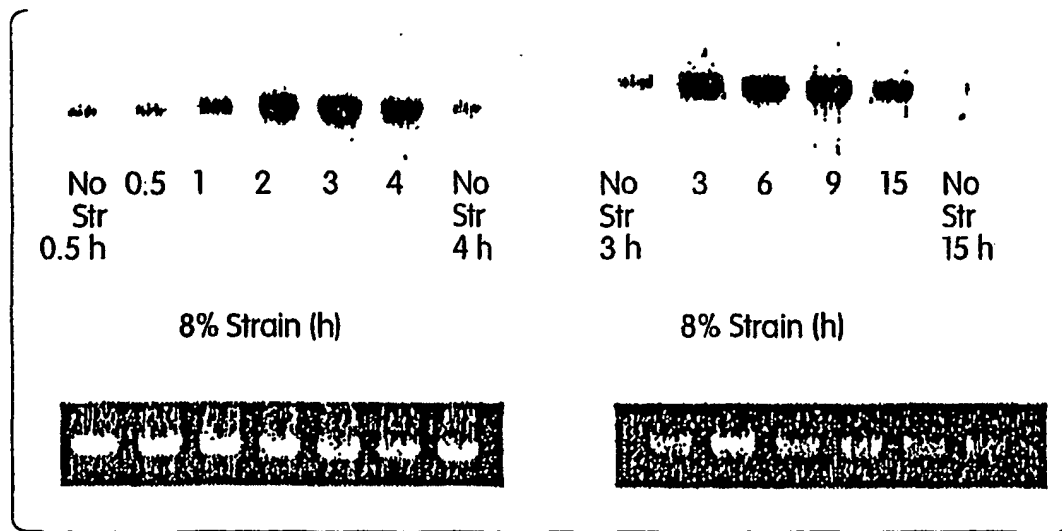 No 0.5 1 2 3 4 No
Str Str
0.5 h 4 h
8% Strain (h)
No 3 6 9 15 No
Str Str
3 h 15 h
8% Strain (h)